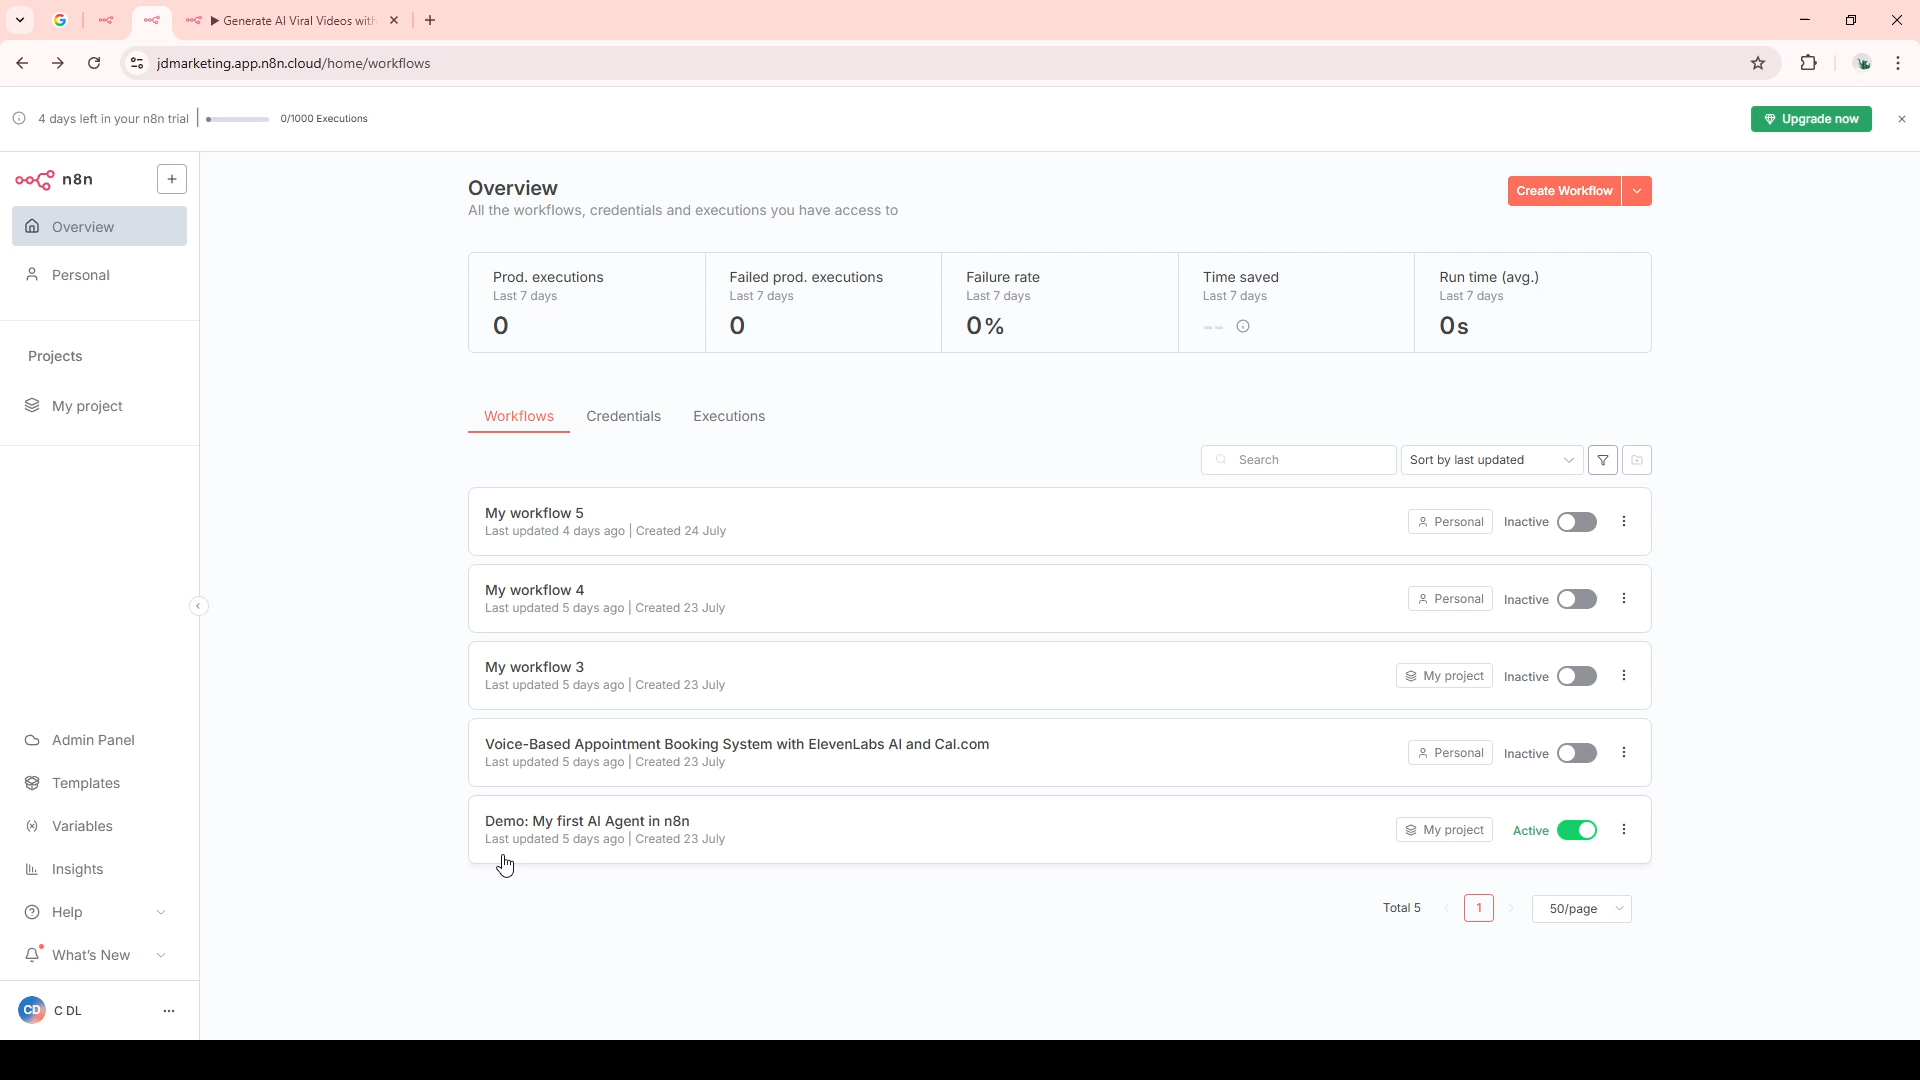 Generate AI Viral Videos with
jdmarketing.app.n8n.cloud/home/workflows
4 days left in your n8n trial
0/1000 Executions
Upgrade now
n8n
Overview
Personal
Projects
My project
Admin Panel
Templates
Variables
Insights
Help
What's New
CD
C DL
Overview
All the workflows, credentials and executions you have access to
Create Workflow
Prod. executions
Last 7 days
0
Failed prod. executions
Last 7 days
0
Failure rate
Last 7 days
0%
Time saved
Last 7 days
--
Run time (avg.)
Last 7 days
0s
Workflows
Credentials
Executions
Search
Sort by last updated
My workflow 5
Last updated 4 days ago | Created 24 July
Personal
Inactive
My workflow 4
Last updated 5 days ago | Created 23 July
Personal
Inactive
My workflow 3
Last updated 5 days ago | Created 23 July
My project
Inactive
Voice-Based Appointment Booking System with ElevenLabs AI and Cal.com
Last updated 5 days ago | Created 23 July
Personal
Inactive
Demo: My first AI Agent in n8n
Last updated 5 days ago | Created 23 July
My project
Active
Total 5
1
50/page